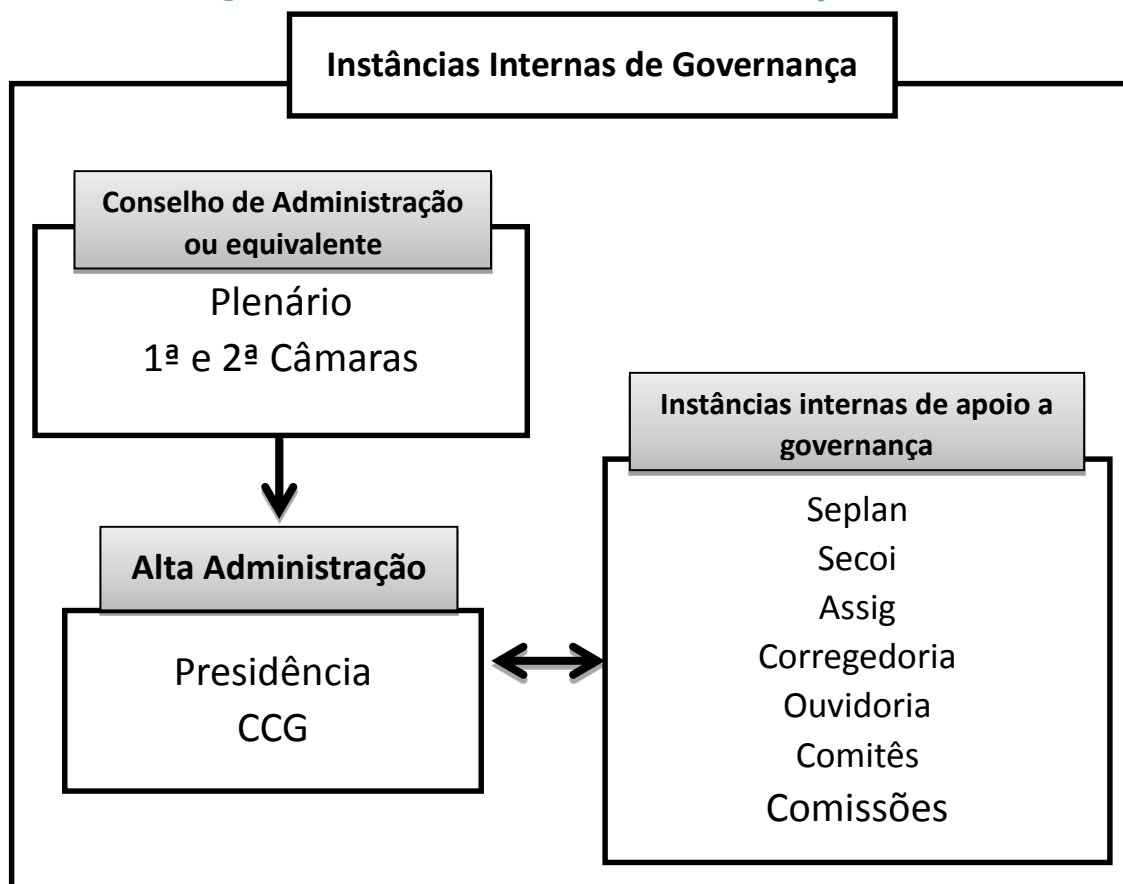 Instâncias Internas de Governança
Conselho de Administração
ou equivalente
Plenário
1ª e 2ª Câmaras
Alta Administração
Presidência
CCG
Instâncias internas de apoio a
governança
Seplan
Secoi
Assig
Corregedoria
Ouvidoria
Comitês
Comissões